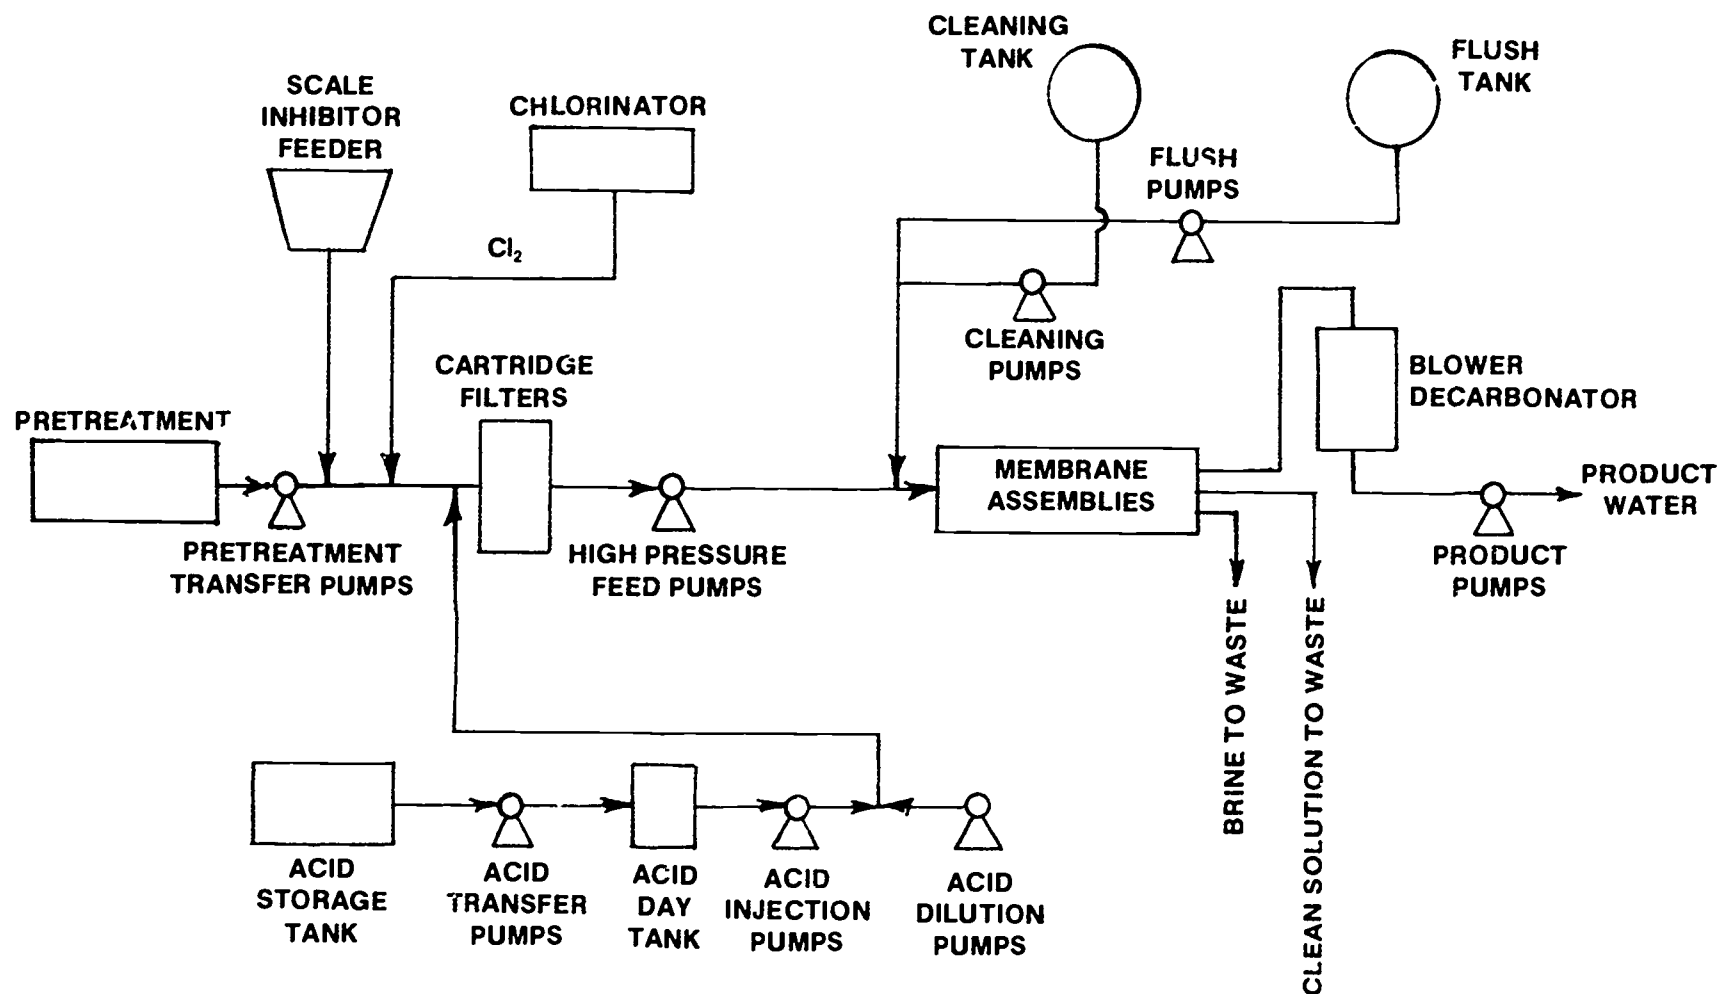 CLEANING
TANK
FLUSH
TANK
SCALE
INHIBITOR
FEEDER
CHLORINATOR
FLUSH
PUMPS
Cl₂
CLEANING
PUMPS
CARTRIDGE
FILTERS
BLOWER
DECARBONATOR
PRETREATMENT
MEMBRANE
ASSEMBLIES
PRODUCT
WATER
PRETREATMENT
TRANSFER PUMPS
HIGH PRESSURE
FEED PUMPS
PRODUCT
PUMPS
BRINE TO WASTE
CLEAN SOLUTION TO WASTE
ACID
STORAGE
TANK
ACID
TRANSFER
PUMPS
ACID
DAY
TANK
ACID
INJECTION
PUMPS
ACID
DILUTION
PUMPS